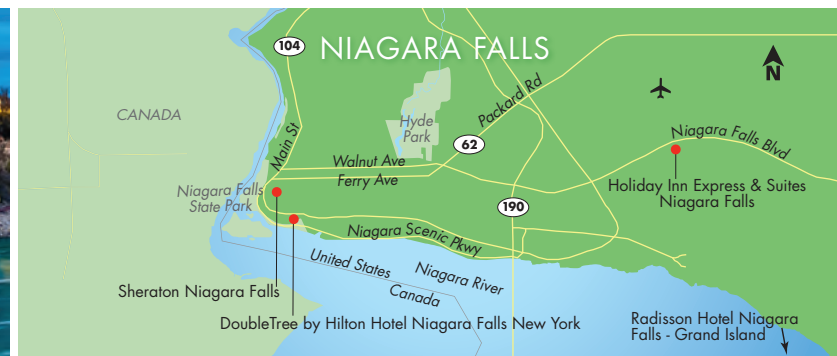 NIAGARA FALLS
104
N
CANADA
Main St
Hyde
Park
Packard Rd
62
Niagara Falls Blvd
Walnut Ave
Ferry Ave
Niagara Falls
State Park
Holiday Inn Express & Suites
Niagara Falls
190
Niagara Scenic Pkwy
United States
Canada
Niagara River
Sheraton Niagara Falls
DoubleTree by Hilton Hotel Niagara Falls New York
Radisson Hotel Niagara
Falls - Grand Island